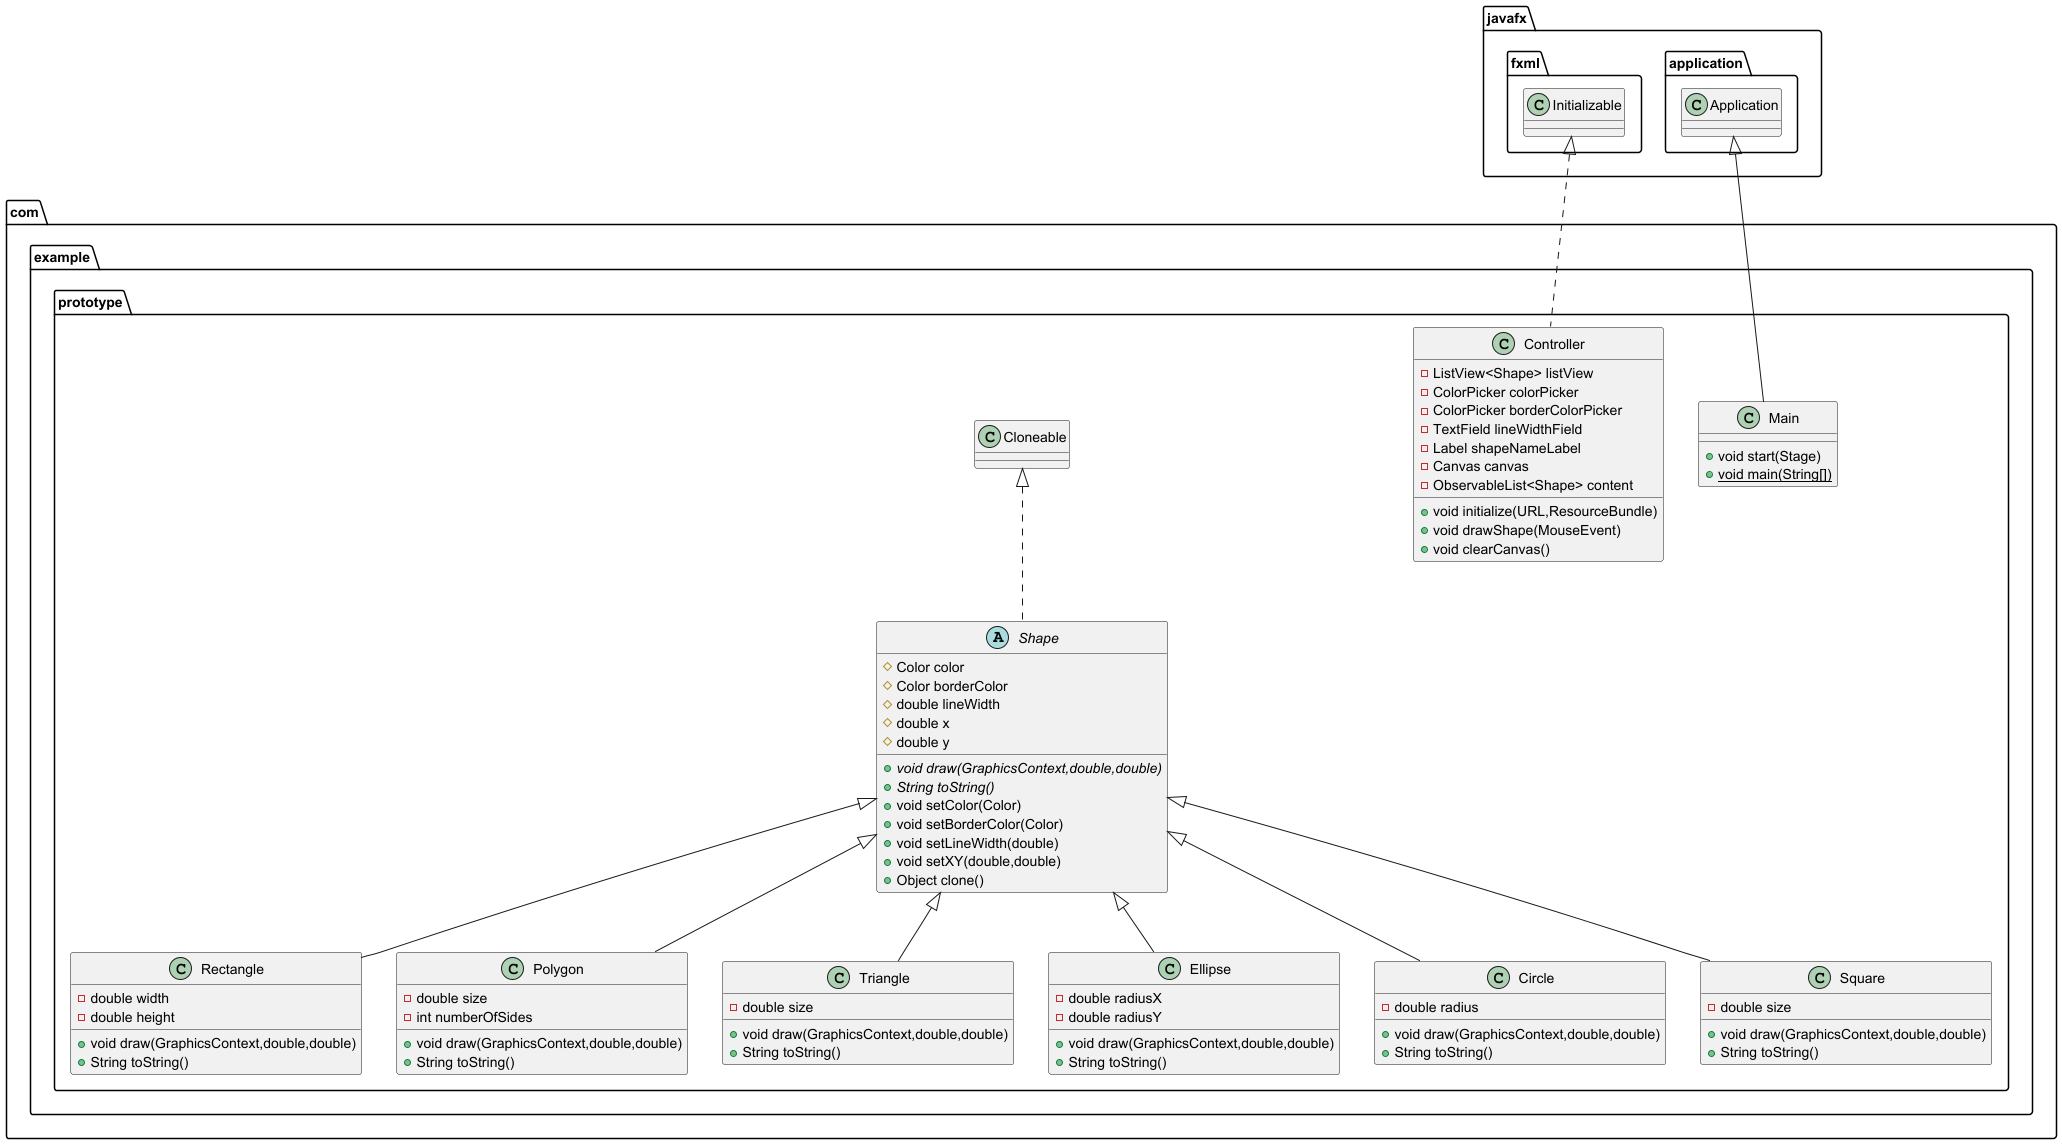 javafx
fxml
application
C Initializable
C Application
com
example
prototype
C Controller
ListView<Shape> listView
ColorPicker colorPicker
ColorPicker borderColorPicker
TextField lineWidthField
Label shapeNameLabel
Canvas canvas
ObservableList<Shape> content
void initialize(URL,ResourceBundle)
void drawShape(MouseEvent)
void clearCanvas()
C Main
void start(Stage)
void main(String[])
C Cloneable
A Shape
Color color
Color borderColor
double lineWidth
double x
double y
void draw(GraphicsContext,double,double)
String toString()
void setColor(Color)
void setBorderColor(Color)
void setLineWidth(double)
void setXY(double,double)
Object clone()
C Rectangle
double width
double height
void draw(GraphicsContext,double,double)
String toString()
C Polygon
double size
int numberOfSides
void draw(GraphicsContext,double,double)
String toString()
C Triangle
double size
void draw(GraphicsContext,double,double)
String toString()
C Ellipse
double radiusX
double radiusY
void draw(GraphicsContext,double,double)
String toString()
C Circle
double radius
void draw(GraphicsContext,double,double)
String toString()
C Square
double size
void draw(GraphicsContext,double,double)
String toString()